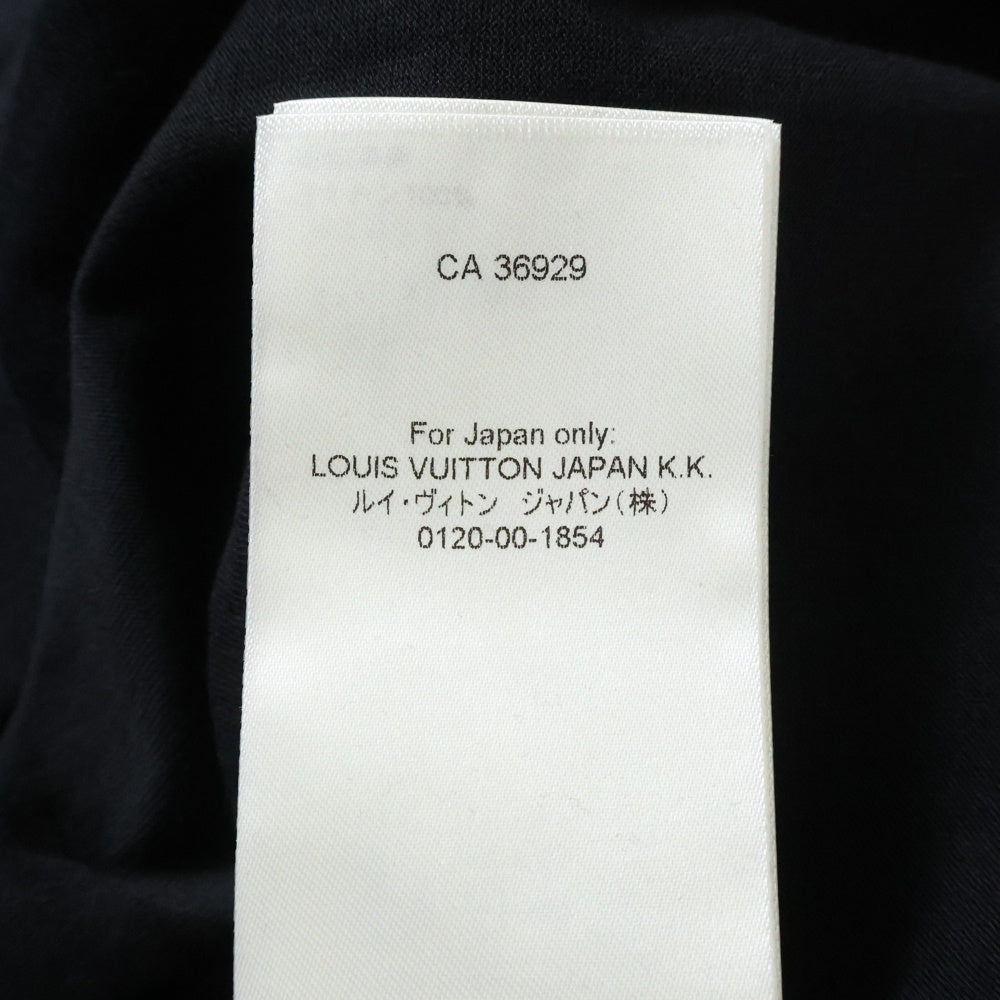 CA 36929
For Japan only:
LOUIS VUITTON JAPAN K.K.
ルイ・ヴィトン ジャパン(株)
0120-00-1854